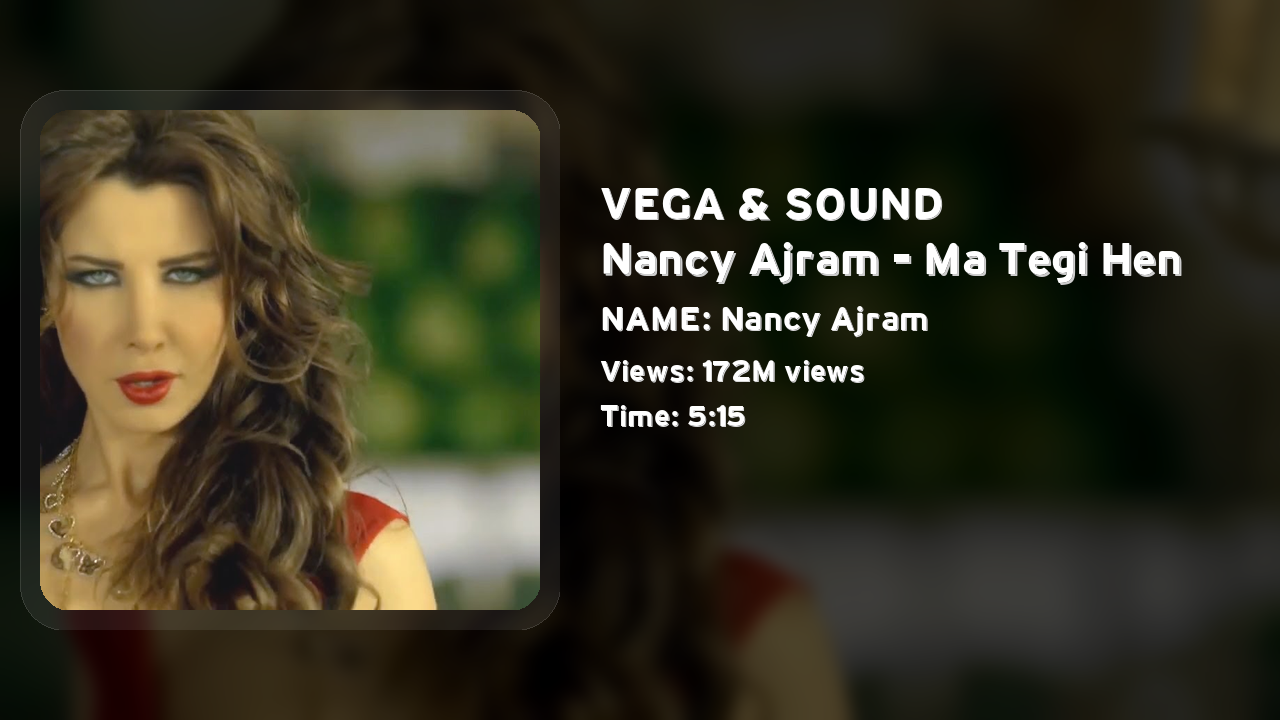 VEGA & SOUND
Nancy Ajram - Ma Tegi Hen
NAME: Nancy Ajram
Views: 172M views
Time: 5:15